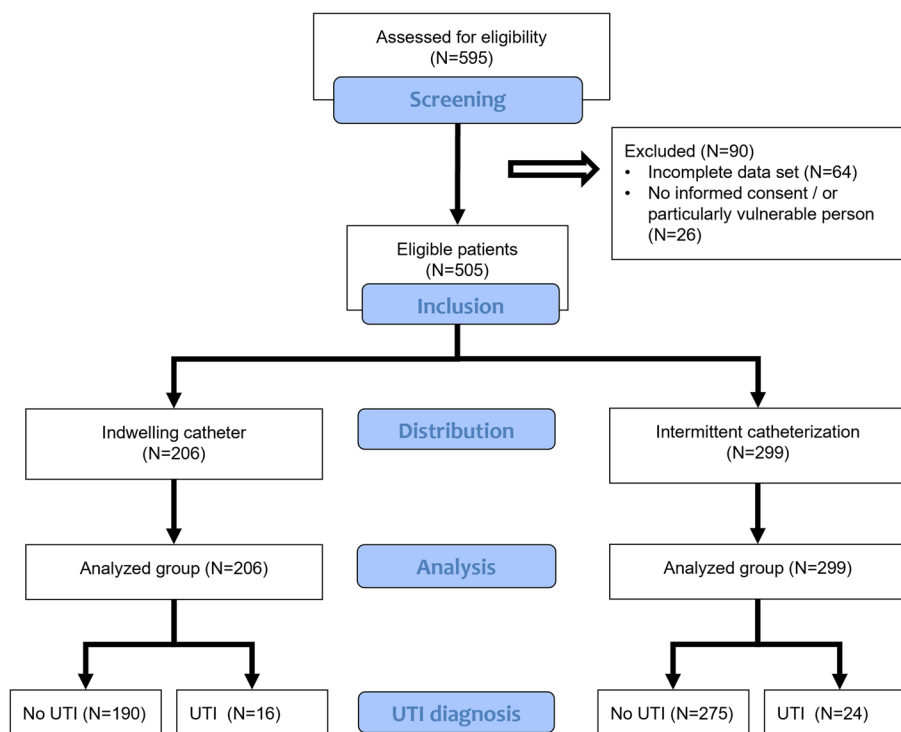 Assessed for eligibility
(N=595)
Screening
Excluded (N=90)
• Incomplete data set (N=64)
• No informed consent / or
particularly vulnerable person
(N=26)
Eligible patients
(N=505)
Inclusion
Indwelling catheter
(N=206)
Distribution
Intermittent catheterization
(N=299)
Analyzed group (N=206)
Analysis
Analyzed group (N=299)
No UTI (N=190)
UTI (N=16)
UTI diagnosis
No UTI (N=275)
UTI (N=24)